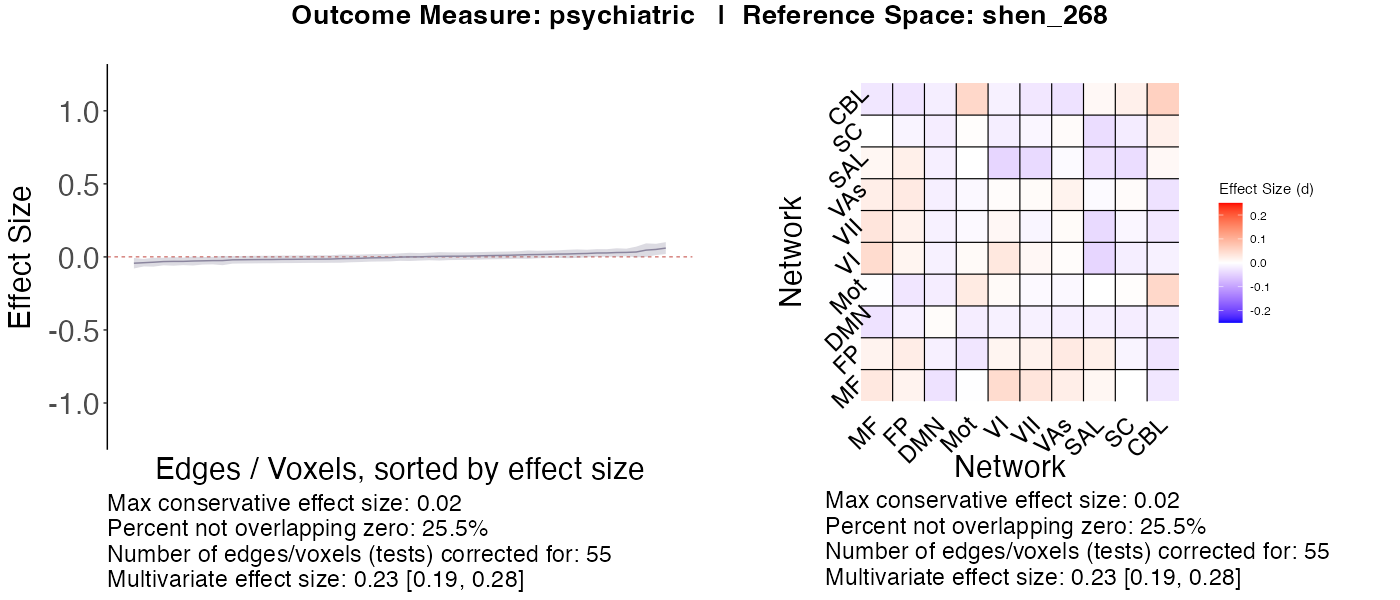 Outcome Measure: psychiatric | Reference Space: shen_268
Effect Size
1.0
0.5
0.0
-0.5
-1.0
Edges / Voxels, sorted by effect size
Max conservative effect size: 0.02
Percent not overlapping zero: 25.5%
Number of edges/voxels (tests) corrected for: 55
Multivariate effect size: 0.23 [0.19, 0.28]
Network
CBL
SC
SAL
VAs
VII
VI
Mot
DMN
FP
MF
MF
FP
DMN
Mot
VI
VII
VAs
SAL
SC
CBL
Network
Effect Size (d)
0.2
0.1
0.0
-0.1
-0.2
Max conservative effect size: 0.02
Percent not overlapping zero: 25.5%
Number of edges/voxels (tests) corrected for: 55
Multivariate effect size: 0.23 [0.19, 0.28]